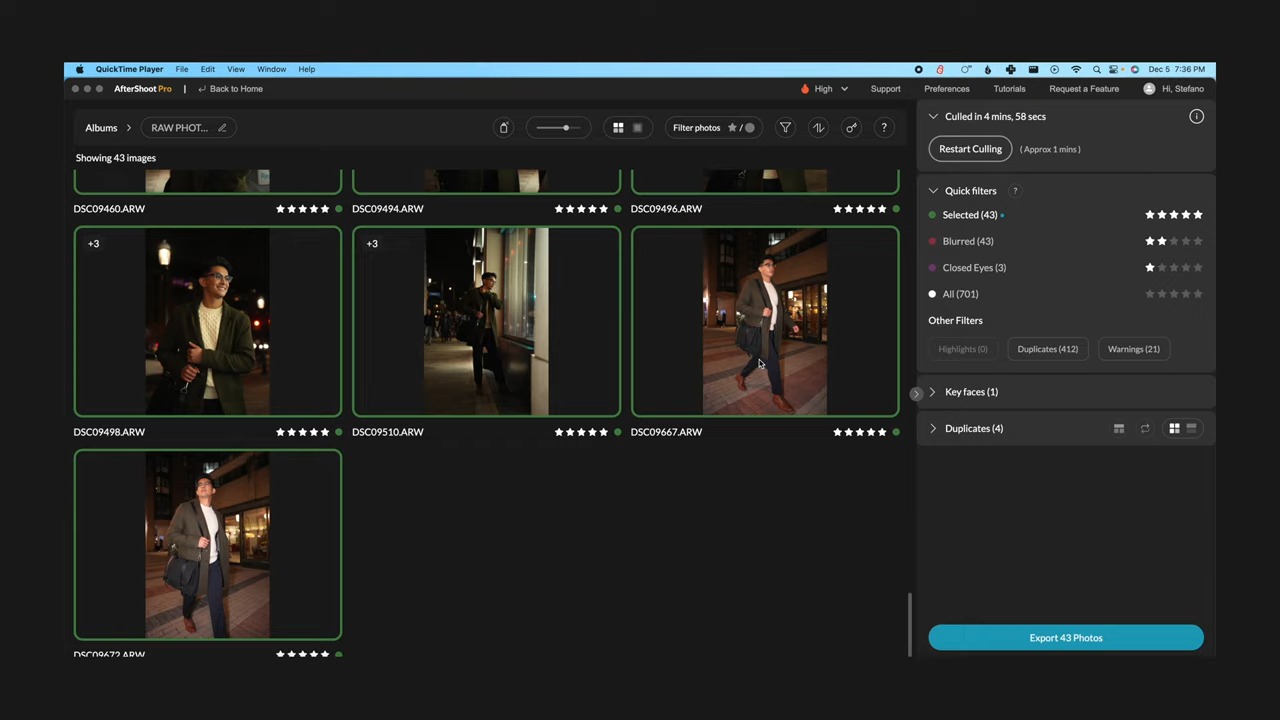 QuickTime Player File Edit View Window Help Dec 5 7:36 PM
AfterShoot Pro | Back to Home High Support Preferences Tutorials Request a Feature Hi, Stefano
Albums RAW PHOT... Filter photos / ?
Showing 43 images
DSC09460.ARW DSC09494.ARW DSC09496.ARW
+3 +3
DSC09498.ARW DSC09510.ARW DSC09667.ARW
DSC09672.ARW
Culled in 4 mins, 58 secs
Restart Culling ( Approx 1 mins )
Quick filters ?
Selected (43)
Blurred (43)
Closed Eyes (3)
All (701)
Other Filters
Highlights (0) Duplicates (412) Warnings (21)
Key faces (1)
Duplicates (4)
Export 43 Photos